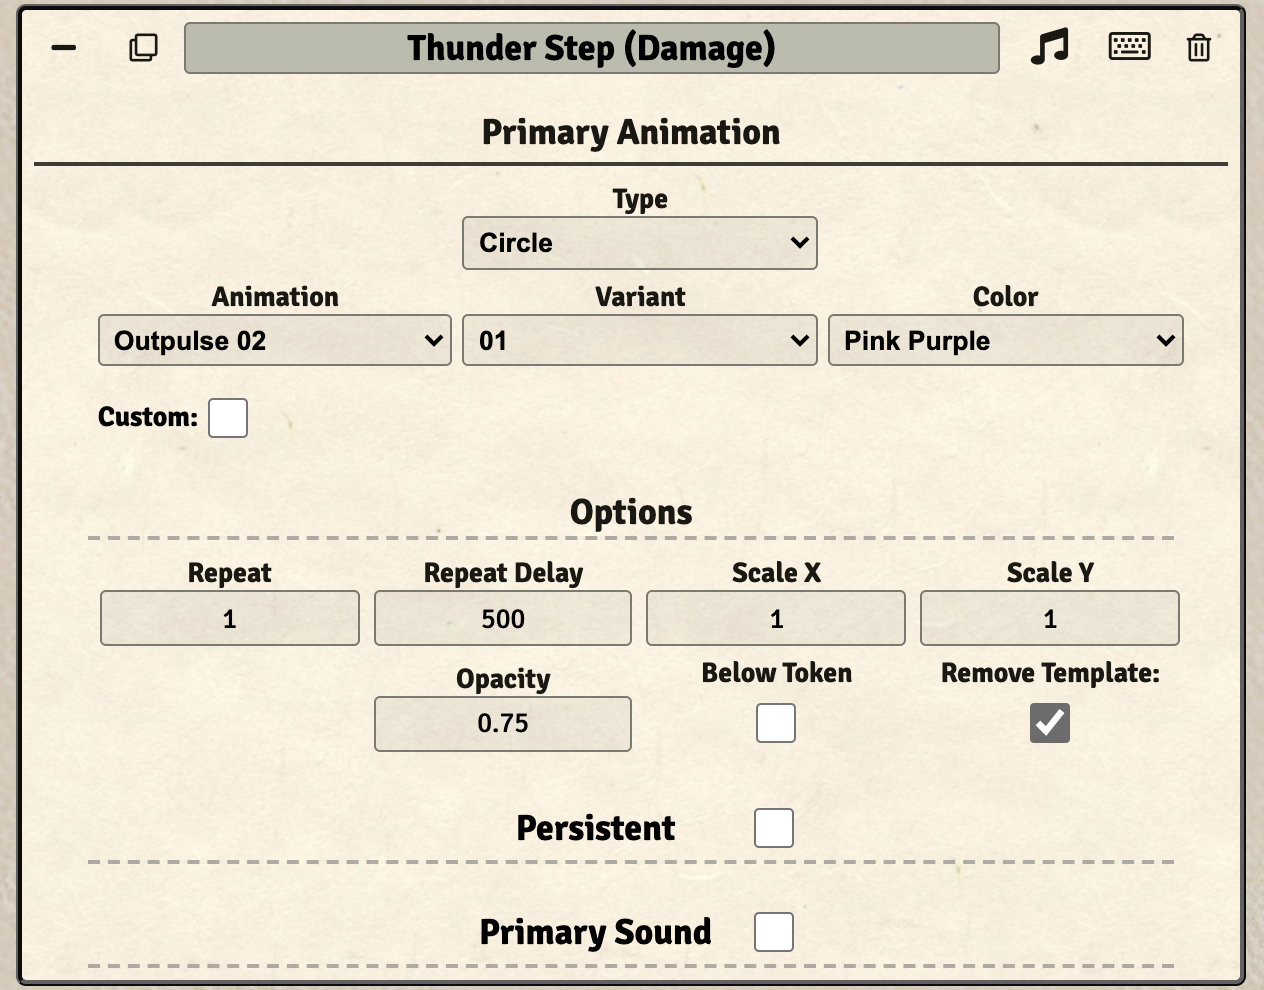 Thunder Step (Damage)
Primary Animation
Type
Circle
Animation Variant Color
Outpulse 02 01 Pink Purple
Custom:
Options
Repeat Repeat Delay Scale X Scale Y
1 500 1 1
Opacity Below Token Remove Template:
0.75
Persistent
Primary Sound